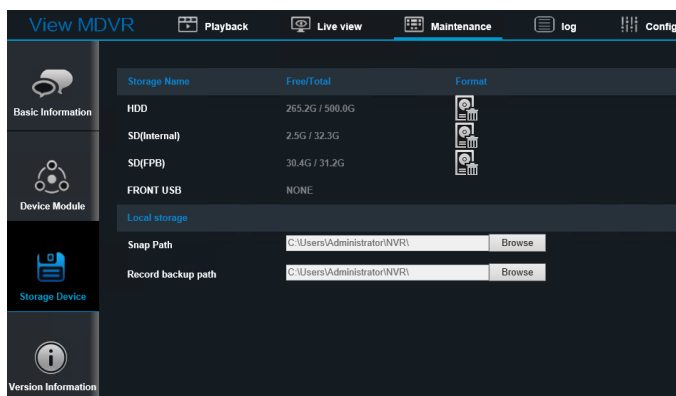 View MDVR Playback Live view Maintenance log Config
Basic Information
Device Module
Storage Device
Version Information
Storage Name Free/Total Format
HDD 265.2G / 500.0G
SD(Internal) 2.5G / 32.3G
SD(FPB) 30.4G / 31.2G
FRONT USB NONE
Local storage
Snap Path C:\Users\Administrator\NVR\ Browse
Record backup path C:\Users\Administrator\NVR\ Browse